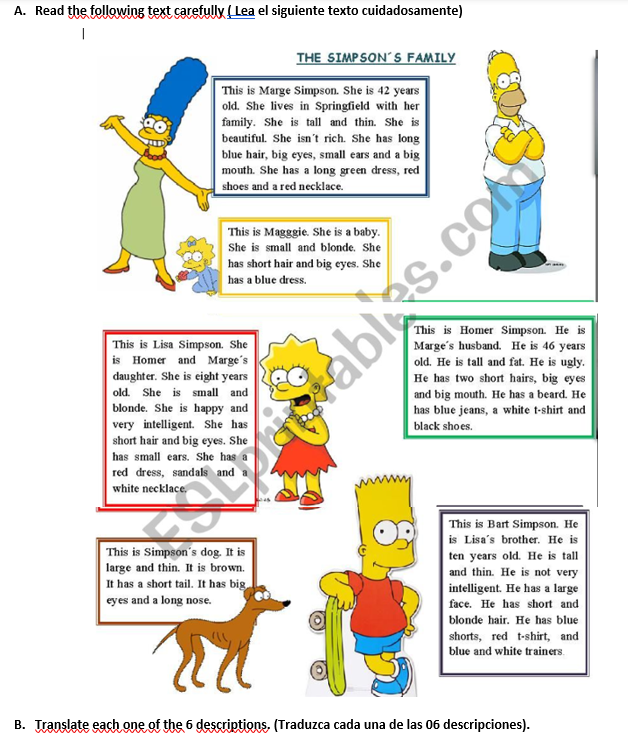 A. Read the following text carefully ( Lea el siguiente texto cuidadosamente)
THE SIMPSON´S FAMILY
This is Marge Simpson. She is 42 years
old. She lives in Springfield with her
family. She is tall and thin. She is
beautiful. She isn´t rich. She has long
blue hair, big eyes, small ears and a big
mouth. She has a long green dress, red
shoes and a red necklace.
This is Magggie. She is a baby.
She is small and blonde. She
has short hair and big eyes. She
has a blue dress.
This is Lisa Simpson. She
is Homer and Marge´s
daughter. She is eight years
old. She is small and
blonde. She is happy and
very intelligent. She has
short hair and big eyes. She
has small ears. She has a
red dress, sandals and a
white necklace.
This is Homer Simpson. He is
Marge´s husband. He is 46 years
old. He is tall and fat. He is ugly.
He has two short hairs, big eyes
and big mouth. He has a beard. He
has blue jeans, a white t-shirt and
black shoes.
This is Simpson´s dog. It is
large and thin. It is brown.
It has a short tail. It has big
eyes and a long nose.
This is Bart Simpson. He
is Lisa´s brother. He is
ten years old. He is tall
and thin. He is not very
intelligent. He has a large
face. He has short and
blonde hair. He has blue
shorts, red t-shirt, and
blue and white trainers.
ESLprintables.com
B. Translate each one of the 6 descriptions. (Traduzca cada una de las 06 descripciones).